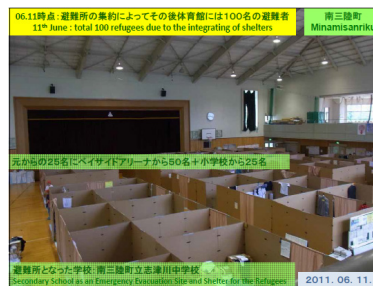 06.11時点：避難所の集約によってその後体育館には100名の避難者
11th June : total 100 refugees due to the integrating of shelters
南三陸町
Minamisanriku
元からの25名にベイサイドアリーナから50名＋小学校から25名
避難所となった学校：南三陸町立志津川中学校
Secondary School as an Emergency Evacuation Site and Shelter for the Refugees
2011. 06. 11.